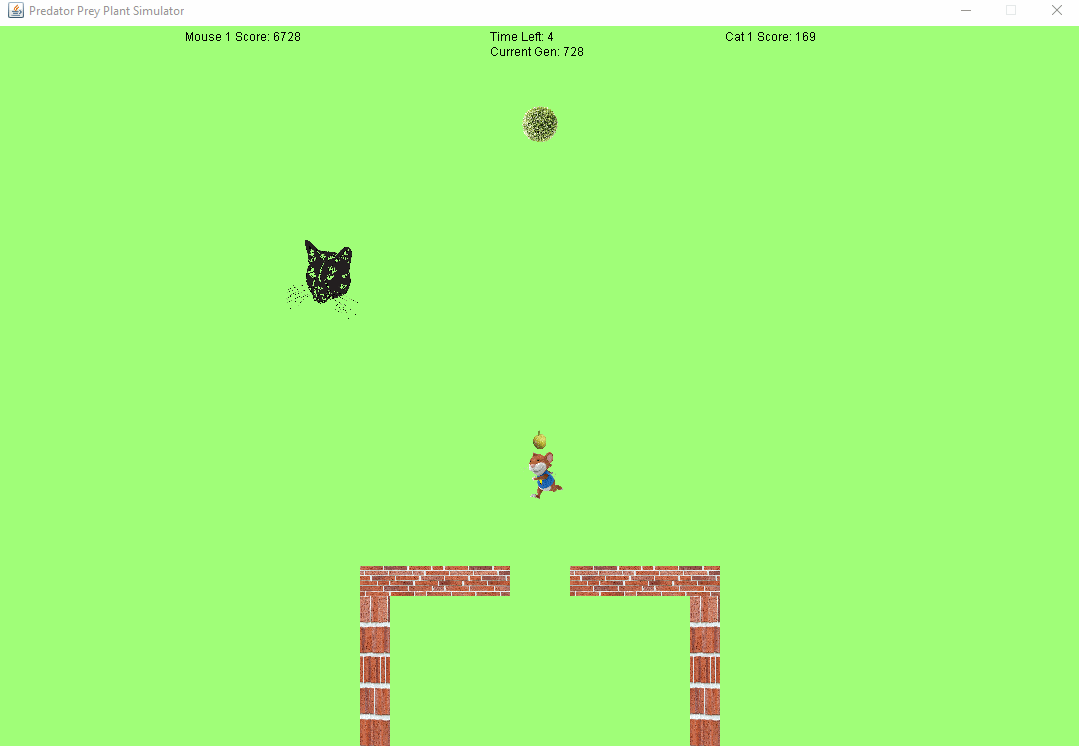 Predator Prey Plant Simulator
Mouse 1 Score: 6728
Time Left: 4
Cat 1 Score: 169
Current Gen: 728